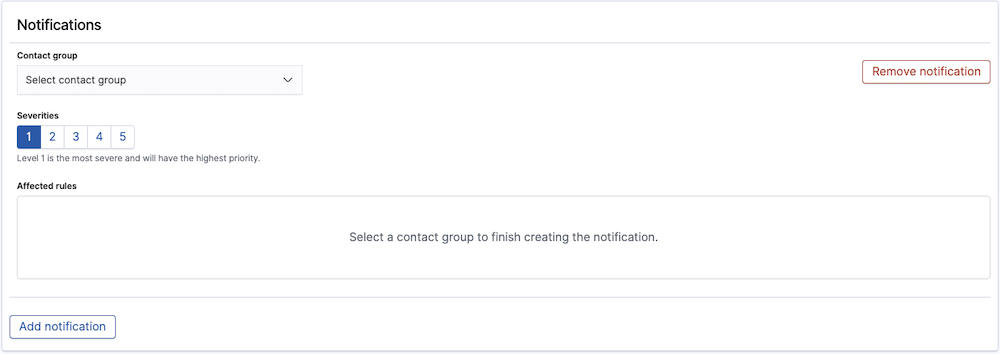 Notifications
Contact group
Select contact group
Remove notification
Severities
1 2 3 4 5
Level 1 is the most severe and will have the highest priority.
Affected rules
Select a contact group to finish creating the notification.
Add notification